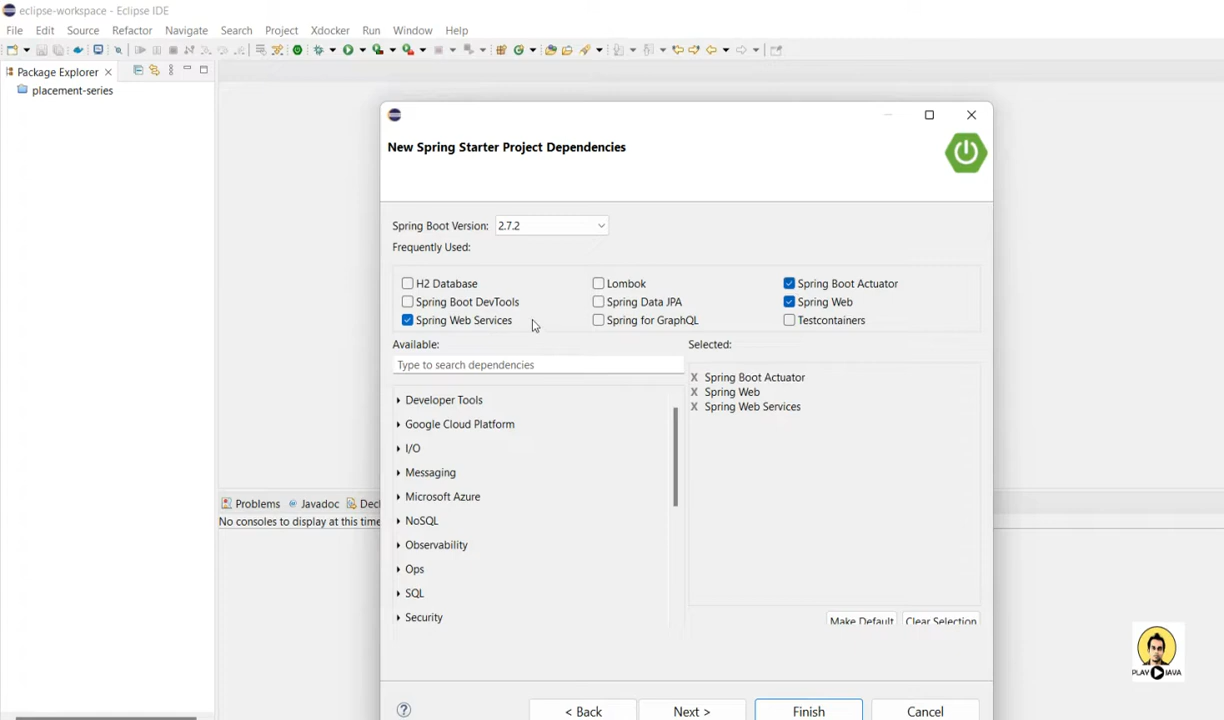 eclipse-workspace - Eclipse IDE
File Edit Source Refactor Navigate Search Project Xdocker Run Window Help
Package Explorer
placement-series
New Spring Starter Project Dependencies
Spring Boot Version: 2.7.2
Frequently Used:
H2 Database Lombok Spring Boot Actuator
Spring Boot DevTools Spring Data JPA Spring Web
Spring Web Services Spring for GraphQL Testcontainers
Available: Selected:
Type to search dependencies
X Spring Boot Actuator
X Spring Web
X Spring Web Services
Developer Tools
Google Cloud Platform
I/O
Messaging
Microsoft Azure
NoSQL
Observability
Ops
SQL
Security
Make Default Clear Selection
Problems Javadoc Decl
No consoles to display at this time
< Back Next > Finish Cancel
PLAY JAVA